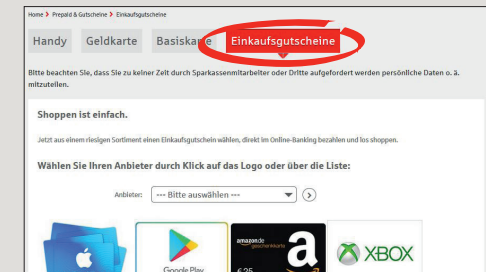 Home > Prepaid & Gutscheine > Einkaufsgutscheine
Handy Geldkarte Basiskarte Einkaufsgutscheine
Bitte beachten Sie, dass Sie zu keiner Zeit durch Sparkassenmitarbeiter oder Dritte aufgefordert werden persönliche Daten o. ä.
mitzuteilen.
Shoppen ist einfach.
Jetzt aus einem riesigen Sortiment einen Einkaufsgutschein wählen, direkt im Online-Banking bezahlen und los shoppen.
Wählen Sie Ihren Anbieter durch Klick auf das Logo oder über die Liste:
Anbieter: --- Bitte auswählen ---
Google Play
amazon.de
geschenkkarte
a
€25
XBOX